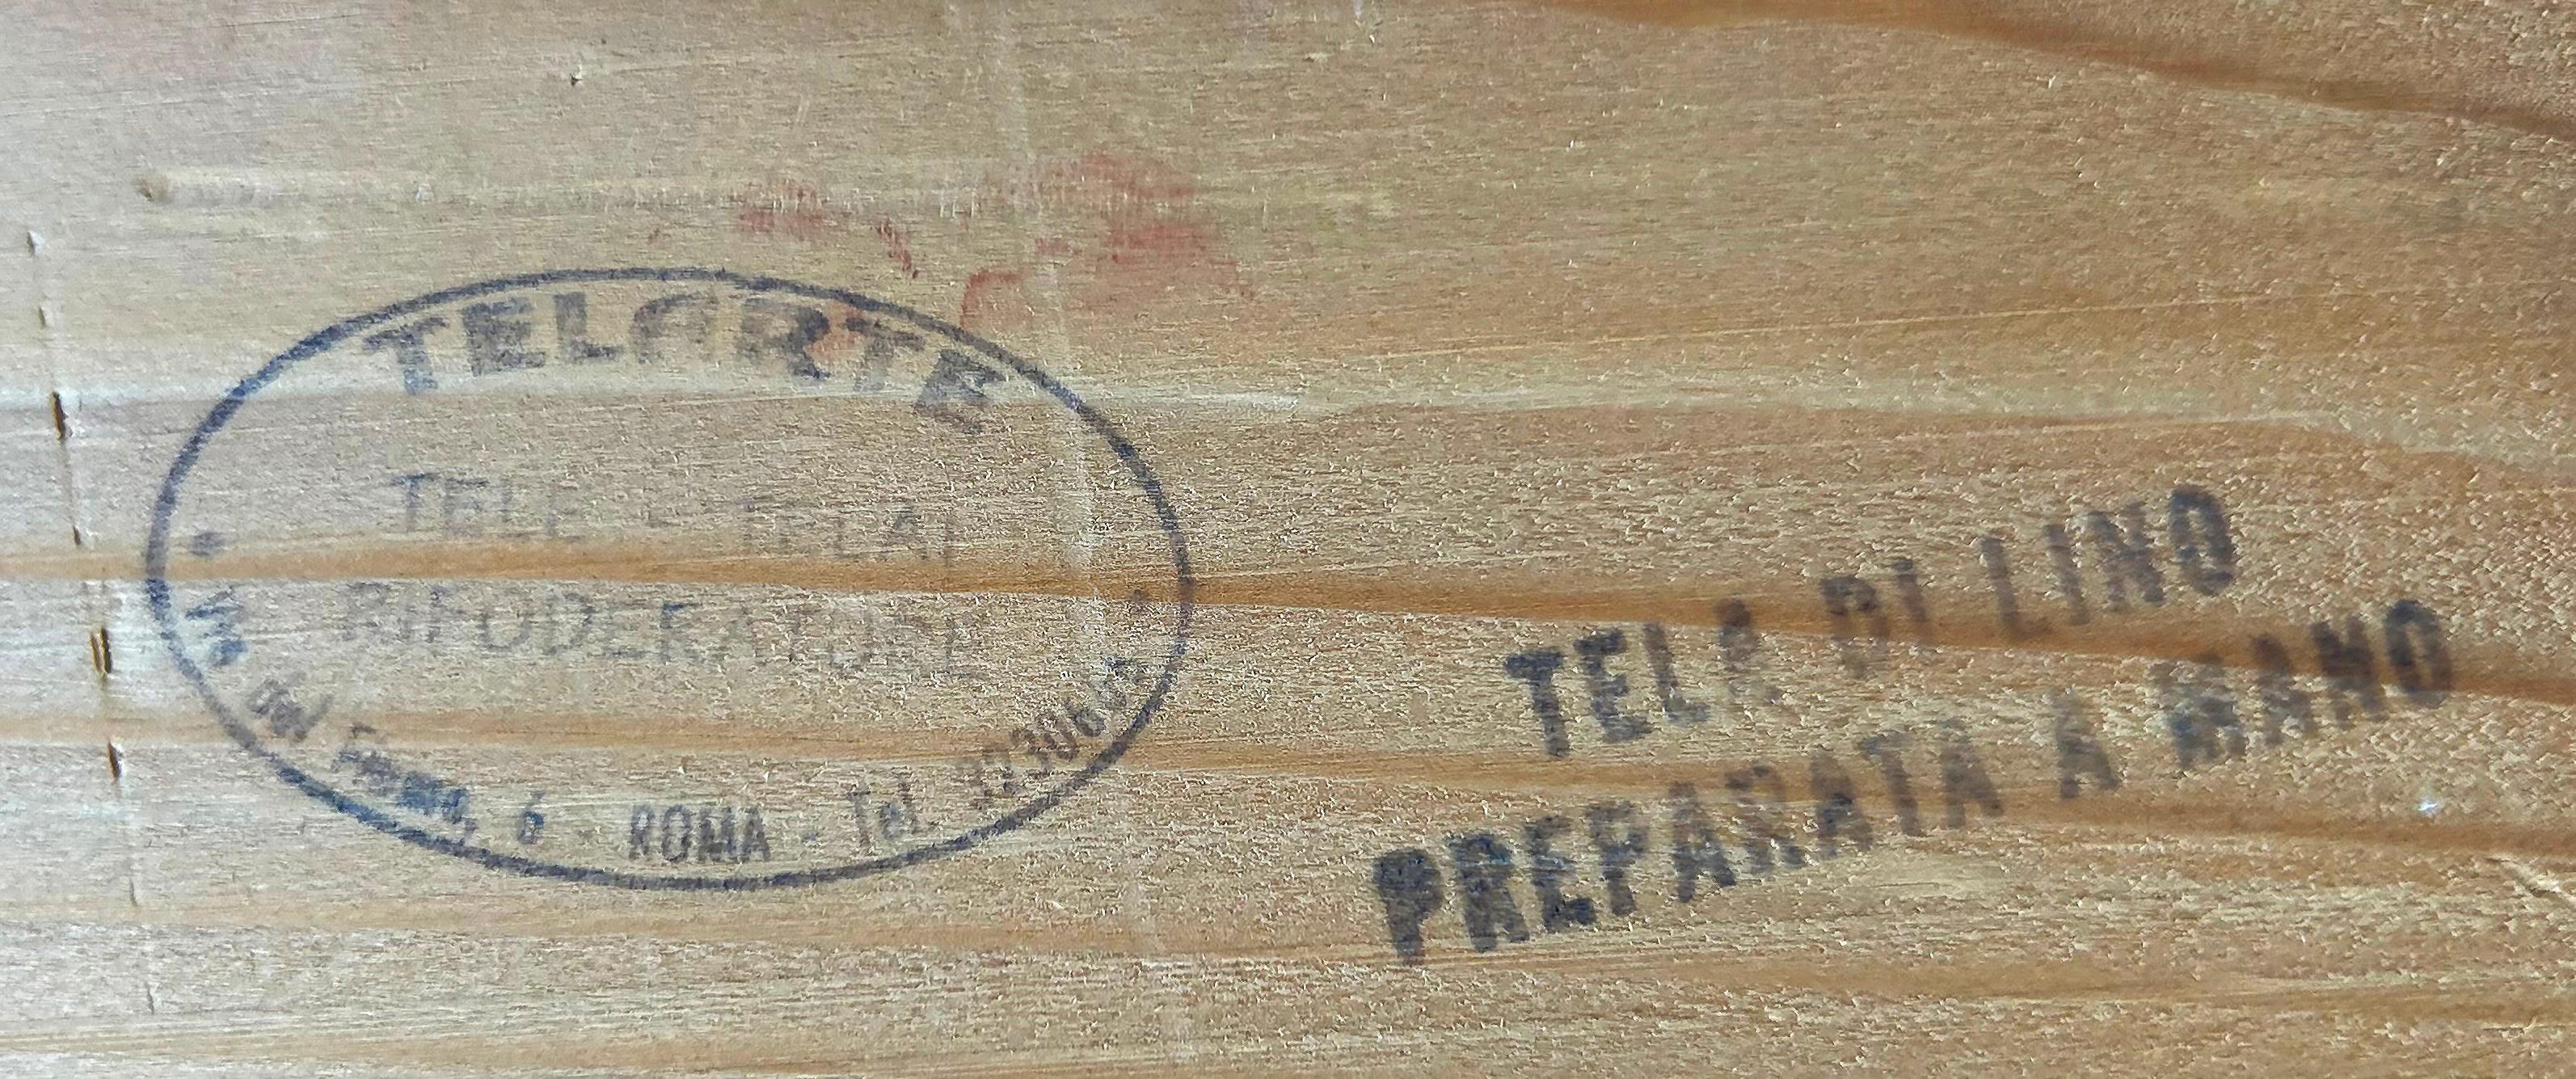 TELARTE
TELE - TELAI
RIFODERATURE
Via del Fiume, 6 - ROMA - Tel.
TELA DI LINO
PREPARATA A MANO